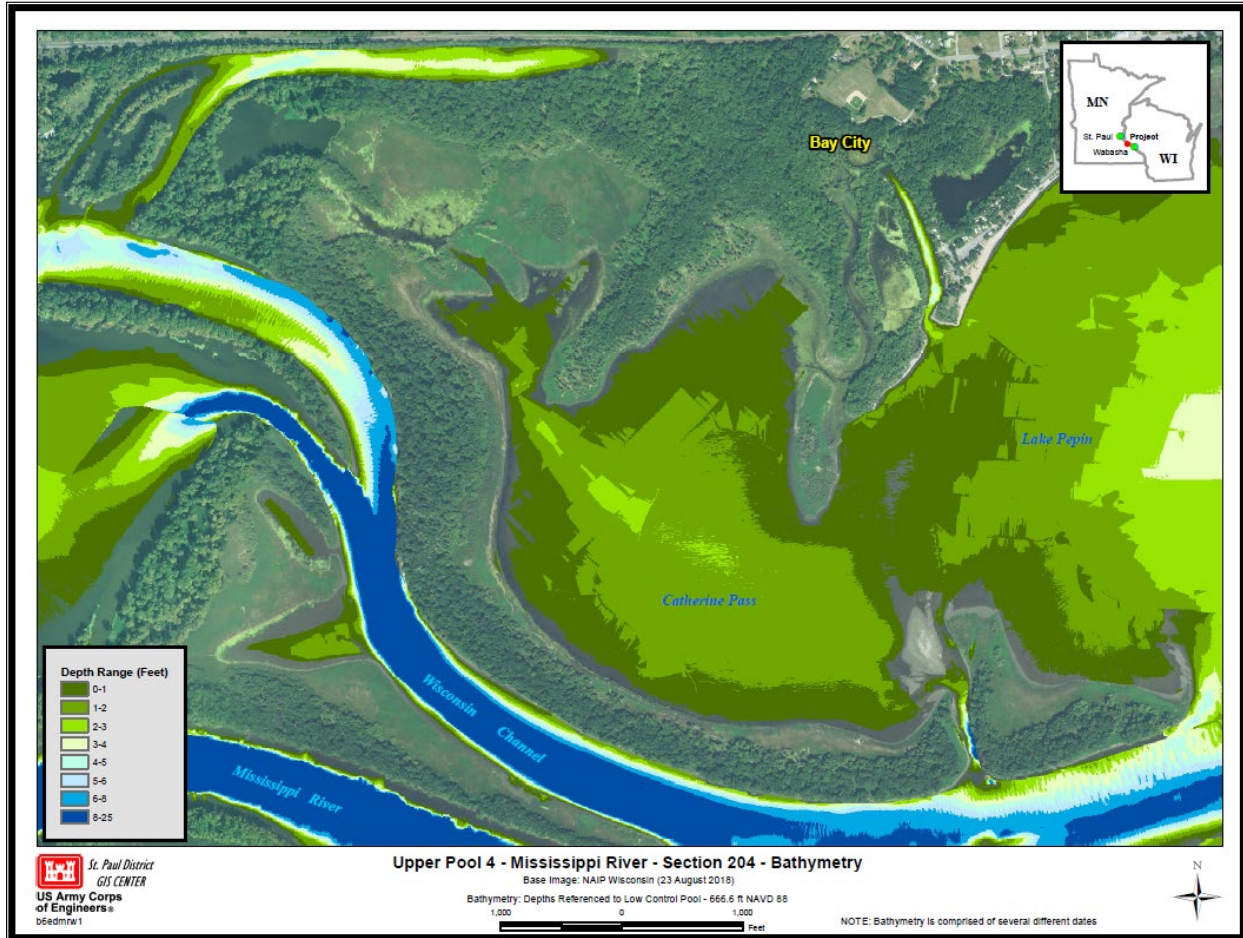 MN
St. Paul
Project
Wabasha
WI
Bay City
Lake Pepin
Catherine Pass
Wisconsin
Channel
Mississippi River
Depth Range (Feet)
0-1
1-2
2-3
3-4
4-5
5-6
6-8
8-25
St. Paul District
GIS CENTER
US Army Corps
of Engineers®
b6edmrw1
Upper Pool 4 - Mississippi River - Section 204 - Bathymetry
Base Image: NAIP Wisconsin (23 August 2018)
Bathymetry: Depths Referenced to Low Control Pool - 666.6 ft NAVD 88
1,000 0 1,000
Feet
NOTE: Bathymetry is comprised of several different dates
N